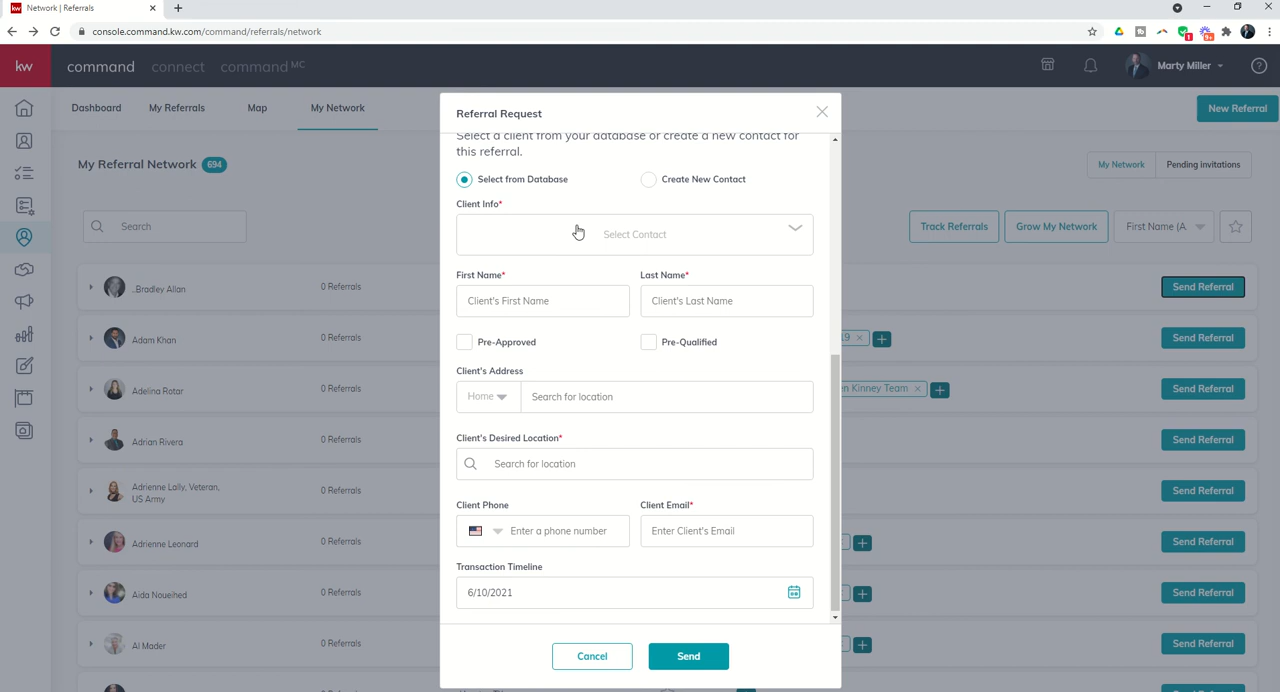 Network | Referrals
console.command.kw.com/command/referrals/network
1
9+
kw
command
connect
command MC
Marty Miller
Dashboard
My Referrals
Map
My Network
New Referral
My Referral Network 694
My Network
Pending invitations
Search
Track Referrals
Grow My Network
First Name (A
..Bradley Allan
0 Referrals
Send Referral
Adam Khan
0 Referrals
19
Send Referral
Adelina Rotar
0 Referrals
en Kinney Team
Send Referral
Adrian Rivera
0 Referrals
Send Referral
Adrienne Lally, Veteran,
US Army
0 Referrals
Send Referral
Adrienne Leonard
0 Referrals
Send Referral
Aida Noueihed
0 Referrals
Send Referral
Al Mader
0 Referrals
Send Referral
Referral Request
Select a client from your database or create a new contact for
this referral.
Select from Database
Create New Contact
Client Info*
Select Contact
First Name*
Last Name*
Client's First Name
Client's Last Name
Pre-Approved
Pre-Qualified
Client's Address
Home
Search for location
Client's Desired Location*
Search for location
Client Phone
Client Email*
Enter a phone number
Enter Client's Email
Transaction Timeline
6/10/2021
Cancel
Send